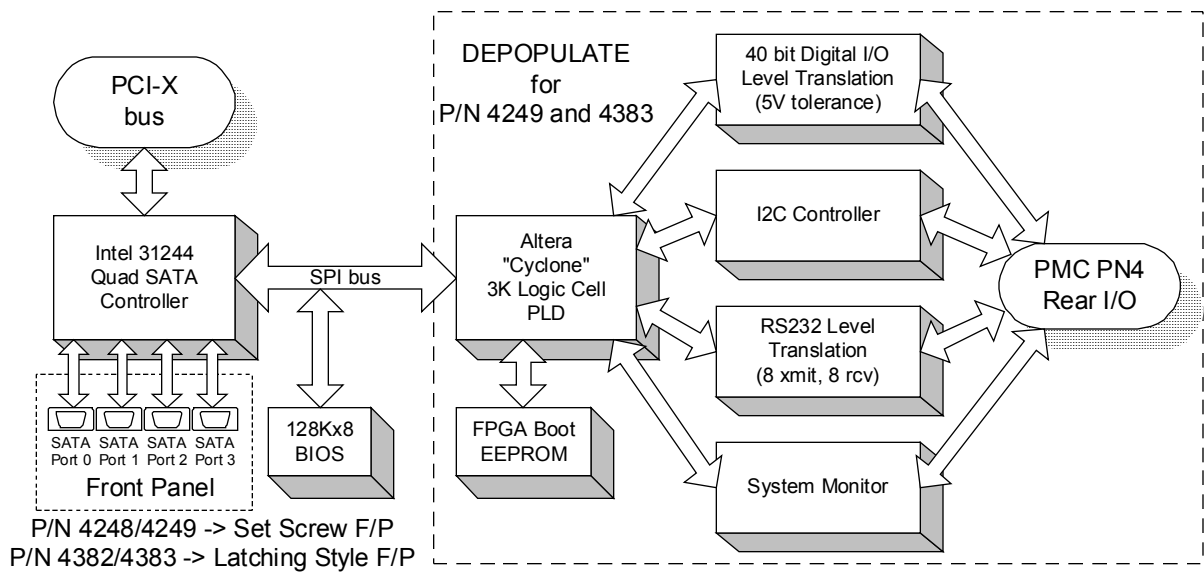 PCI-X
bus
Intel 31244
Quad SATA
Controller
SPI bus
SATA
Port 0
SATA
Port 1
SATA
Port 2
SATA
Port 3
Front Panel
128Kx8
BIOS
P/N 4248/4249 -> Set Screw F/P
P/N 4382/4383 -> Latching Style F/P
DEPOPULATE
for
P/N 4249 and 4383
Altera
"Cyclone"
3K Logic Cell
PLD
FPGA Boot
EEPROM
40 bit Digital I/O
Level Translation
(5V tolerance)
I2C Controller
RS232 Level
Translation
(8 xmit, 8 rcv)
System Monitor
PMC PN4
Rear I/O